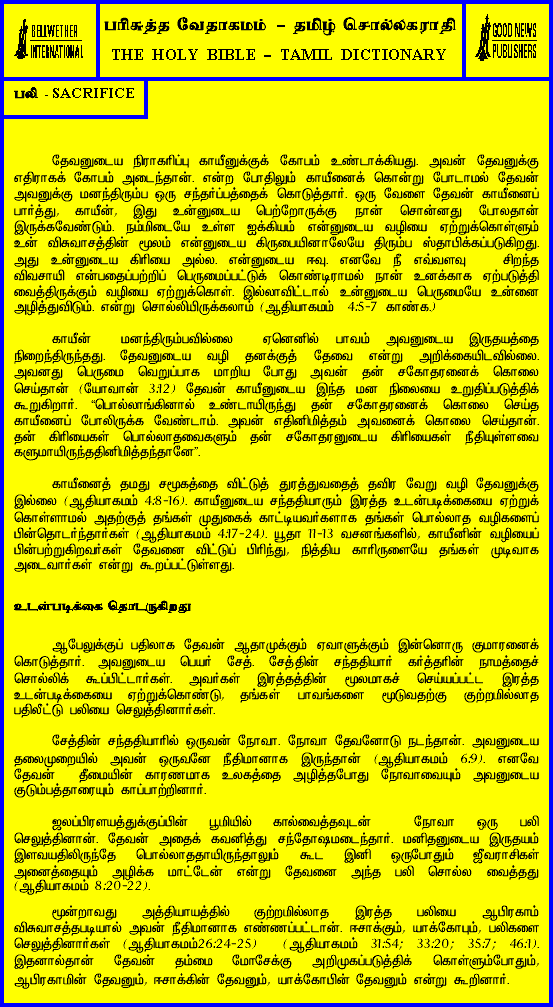 BELLWETHER
INTERNATIONAL
பரிசுத்த வேதாகமம் – தமிழ் சொல்லகராதி
THE HOLY BIBLE – TAMIL DICTIONARY
GOOD NEWS
PUBLISHERS
பலி - SACRIFICE
தேவனுடைய நிராகரிப்பு காயீனுக்குக் கோபம் உண்டாக்கியது. அவன் தேவனுக்கு
எதிராகக் கோபம் அடைந்தான். என்ற போதிலும் காயீனைக் கொன்று போடாமல் தேவன்
அவனுக்கு மனந்திரும்ப ஒரு சந்தர்ப்பத்தைக் கொடுத்தார். ஒரு வேளை தேவன் காயீனைப்
பார்த்து, காயீன், இது உன்னுடைய பெற்றோருக்கு நான் சொன்னது போலதான்
இருக்கவேண்டும். நம்மிடையே உள்ள ஐக்கியம் என்னுடைய வழியை ஏற்றுக்கொள்ளும்
உன் விசுவாசத்தின் மூலம் என்னுடைய கிருபையினாலேயே திரும்ப ஸ்தாபிக்கப்படுகிறது.
அது உன்னுடைய கிரியை அல்ல. என்னுடைய ஈவு. எனவே நீ எவ்வளவு சிறந்த
விவசாயி என்பதைப்பற்றிப் பெருமைப்பட்டுக் கொண்டிராமல் நான் உனக்காக ஏற்படுத்தி
வைத்திருக்கும் வழியை ஏற்றுக்கொள். இல்லாவிட்டால் உன்னுடைய பெருமையே உன்னை
அழித்துவிடும். என்று சொல்லியிருக்கலாம் (ஆதியாகமம் 4:5-7 காண்க.)
காயீன் மனந்திரும்பவில்லை ஏனெனில் பாவம் அவனுடைய இருதயத்தை
நிறைந்திருந்தது. தேவனுடைய வழி தனக்குத் தேவை என்று அறிக்கையிடவில்லை.
அவனது பெருமை வெறுப்பாக மாறிய போது அவன் தன் சகோதரனைக் கொலை
செய்தான் (யோவான் 3:12) தேவன் காயீனுடைய இந்த மன நிலையை உறுதிப்படுத்திக்
கூறுகிறார். “பொல்லாங்கினால் உண்டாயிருந்து தன் சகோதரனைக் கொலை செய்த
காயீனைப் போலிருக்க வேண்டாம். அவன் எதினிமித்தம் அவனைக் கொலை செய்தான்.
தன் கிரியைகள் பொல்லாதவைகளும் தன் சகோதரனுடைய கிரியைகள் நீதியுள்ளவை
களுமாயிருந்ததினிமித்தந்தானே”.
காயீனைத் தமது சமூகத்தை விட்டுத் துரத்துவதைத் தவிர வேறு வழி தேவனுக்கு
இல்லை (ஆதியாகமம் 4:8-16). காயீனுடைய சந்ததியாரும் இரத்த உடன்படிக்கையை ஏற்றுக்
கொள்ளாமல் அதற்குத் தங்கள் முதுகைக் காட்டியவர்களாக தங்கள் பொல்லாத வழிகளைப்
பின்தொடர்ந்தார்கள் (ஆதியாகமம் 4:17-24). யூதா 11-13 வசனங்களில், காயீனின் வழியைப்
பின்பற்றுகிறவர்கள் தேவனை விட்டுப் பிரிந்து, நித்திய காரிருளையே தங்கள் முடிவாக
அடைவார்கள் என்று கூறப்பட்டுள்ளது.
உடன்படிக்கை தொடருகிறது
ஆபேலுக்குப் பதிலாக தேவன் ஆதாமுக்கும் ஏவாளுக்கும் இன்னொரு குமாரனைக்
கொடுத்தார். அவனுடைய பெயர் சேத். சேத்தின் சந்ததியார் கர்த்தரின் நாமத்தைச்
சொல்லிக் கூப்பிட்டார்கள். அவர்கள் இரத்தத்தின் மூலமாகச் செய்யப்பட்ட இரத்த
உடன்படிக்கையை ஏற்றுக்கொண்டு, தங்கள் பாவங்களை மூடுவதற்கு குற்றமில்லாத
பதிலீட்டு பலியை செலுத்தினார்கள்.
சேத்தின் சந்ததியாரில் ஒருவன் நோவா. நோவா தேவனோடு நடந்தான். அவனுடைய
தலைமுறையில் அவன் ஒருவனே நீதிமானாக இருந்தான் (ஆதியாகமம் 6:9). எனவே
தேவன் தீமையின் காரணமாக உலகத்தை அழித்தபோது நோவாவையும் அவனுடைய
குடும்பத்தாரையும் காப்பாற்றினார்.
ஜலப்பிரளயத்துக்குப்பின் பூமியில் கால்வைத்தவுடன் நோவா ஒரு பலி
செலுத்தினான். தேவன் அதைக் கவனித்து சந்தோஷமடைந்தார். மனிதனுடைய இருதயம்
இளவயதிலிருந்தே பொல்லாததாயிருந்தாலும் கூட இனி ஒருபோதும் ஜீவராசிகள்
அனைத்தையும் அழிக்க மாட்டேன் என்று தேவனை அந்த பலி சொல்ல வைத்தது
(ஆதியாகமம் 8:20-22).
மூன்றாவது அத்தியாயத்தில் குற்றமில்லாத இரத்த பலியை ஆபிரகாம்
விசுவாசத்தபடியால் அவன் நீதிமானாக எண்ணப்பட்டான். ஈசாக்கும், யாக்கோபும், பலிகளை
செலுத்தினார்கள் (ஆதியாகமம்26:24-25) (ஆதியாகமம் 31:54; 33:20; 35:7; 46:1).
இதனால்தான் தேவன் தம்மை மோசேக்கு அறிமுகப்படுத்திக் கொள்ளும்போதும்,
ஆபிரகாமின் தேவனும், ஈசாக்கின் தேவனும், யாக்கோபின் தேவனும் என்று கூறினார்.